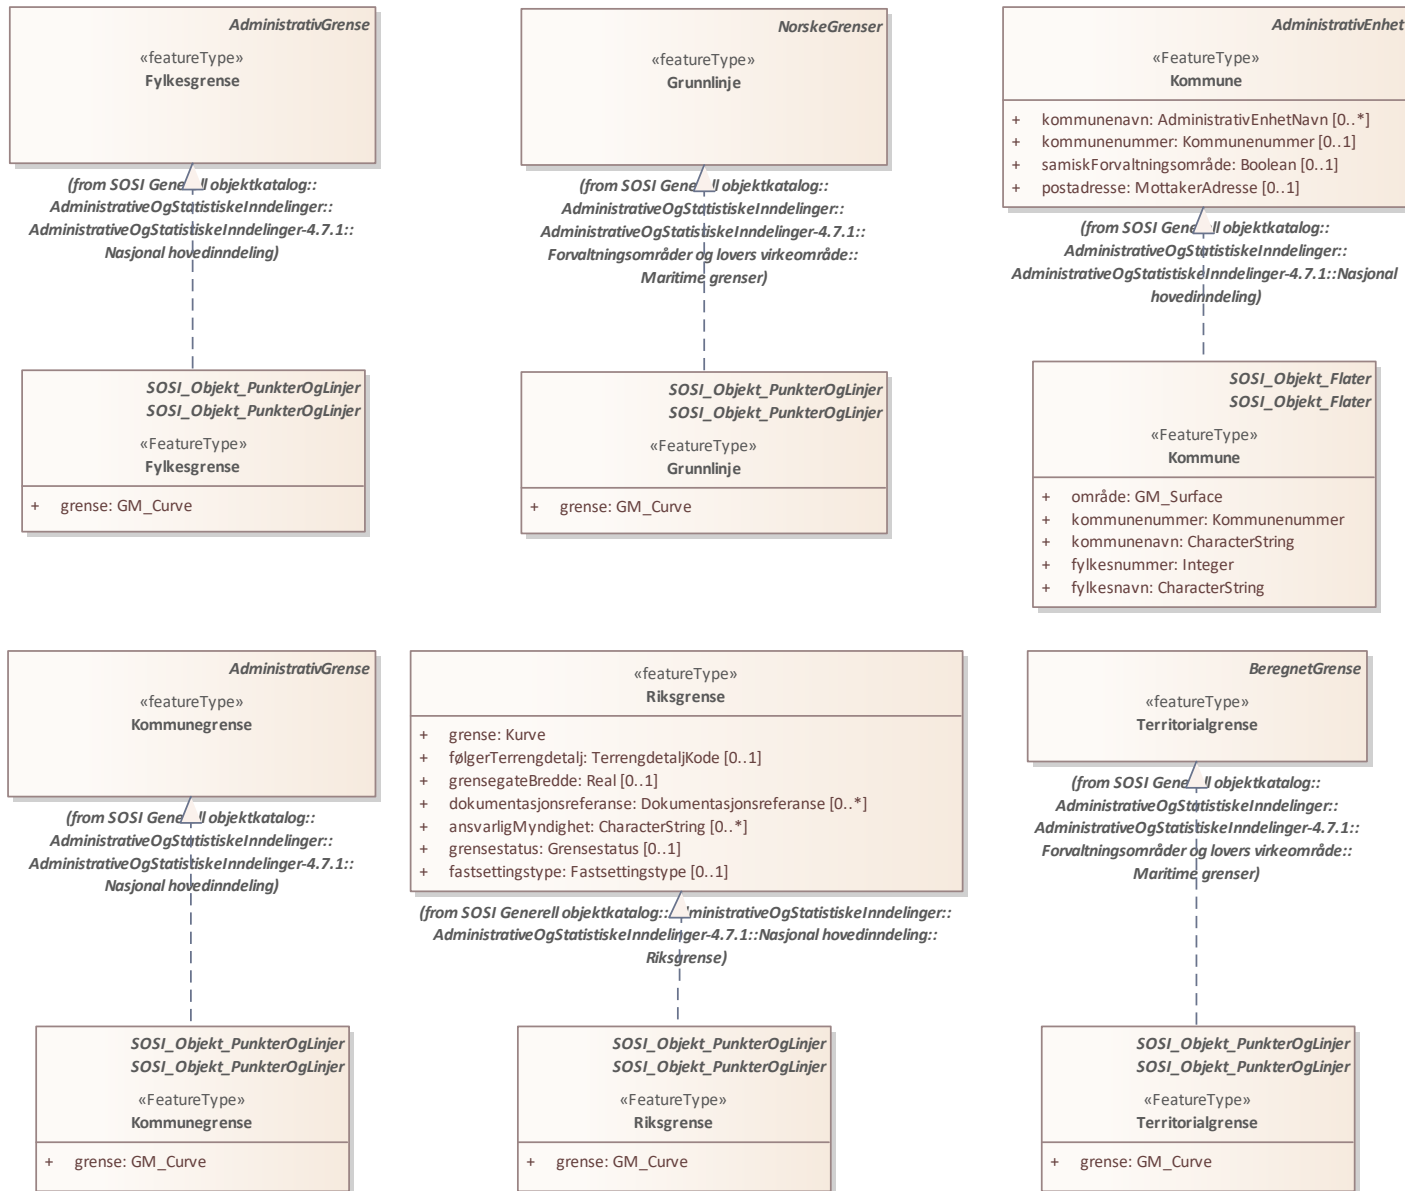 AdministrativGrense
«featureType»
Fylkesgrense
(from SOSI Generell objektkatalog::
AdministrativeOgStatistiskeInndelinger::
AdministrativeOgStatistiskeInndelinger-4.7.1::
Nasjonal hovedinndeling)
SOSI_Objekt_PunkterOgLinjer
SOSI_Objekt_PunkterOgLinjer
«FeatureType»
Fylkesgrense
+ grense: GM_Curve
NorskeGrenser
«featureType»
Grunnlinje
(from SOSI Generell objektkatalog::
AdministrativeOgStatistiskeInndelinger::
AdministrativeOgStatistiskeInndelinger-4.7.1::
Forvaltningsområder og lovers virkeområde::
Maritime grenser)
SOSI_Objekt_PunkterOgLinjer
SOSI_Objekt_PunkterOgLinjer
«FeatureType»
Grunnlinje
+ grense: GM_Curve
AdministrativEnhet
«FeatureType»
Kommune
+ kommunenavn: AdministrativEnhetNavn [0..*]
+ kommunenummer: Kommunenummer [0..1]
+ samiskForvaltningsområde: Boolean [0..1]
+ postadresse: MottakerAdresse [0..1]
(from SOSI Generell objektkatalog::
AdministrativeOgStatistiskeInndelinger::
AdministrativeOgStatistiskeInndelinger-4.7.1::Nasjonal
hovedinndeling)
SOSI_Objekt_Flater
SOSI_Objekt_Flater
«FeatureType»
Kommune
+ område: GM_Surface
+ kommunenummer: Kommunenummer
+ kommunenavn: CharacterString
+ fylkesnummer: Integer
+ fylkesnavn: CharacterString
AdministrativGrense
«featureType»
Kommunegrense
(from SOSI Generell objektkatalog::
AdministrativeOgStatistiskeInndelinger::
AdministrativeOgStatistiskeInndelinger-4.7.1::
Nasjonal hovedinndeling)
SOSI_Objekt_PunkterOgLinjer
SOSI_Objekt_PunkterOgLinjer
«FeatureType»
Kommunegrense
+ grense: GM_Curve
«featureType»
Riksgrense
+ grense: Kurve
+ følgerTerrengdetalj: TerrengdetaljKode [0..1]
+ grensegateBredde: Real [0..1]
+ dokumentasjonsreferanse: Dokumentasjonsreferanse [0..*]
+ ansvarligMyndighet: CharacterString [0..*]
+ grensestatus: Grensestatus [0..1]
+ fastsettingstype: Fastsettingstype [0..1]
(from SOSI Generell objektkatalog::AdministrativeOgStatistiskeInndelinger::
AdministrativeOgStatistiskeInndelinger-4.7.1::Nasjonal hovedinndeling::
Riksgrense)
SOSI_Objekt_PunkterOgLinjer
SOSI_Objekt_PunkterOgLinjer
«FeatureType»
Riksgrense
+ grense: GM_Curve
BeregnetGrense
«featureType»
Territorialgrense
(from SOSI Generell objektkatalog::
AdministrativeOgStatistiskeInndelinger::
AdministrativeOgStatistiskeInndelinger-4.7.1::
Forvaltningsområder og lovers virkeområde::
Maritime grenser)
SOSI_Objekt_PunkterOgLinjer
SOSI_Objekt_PunkterOgLinjer
«FeatureType»
Territorialgrense
+ grense: GM_Curve